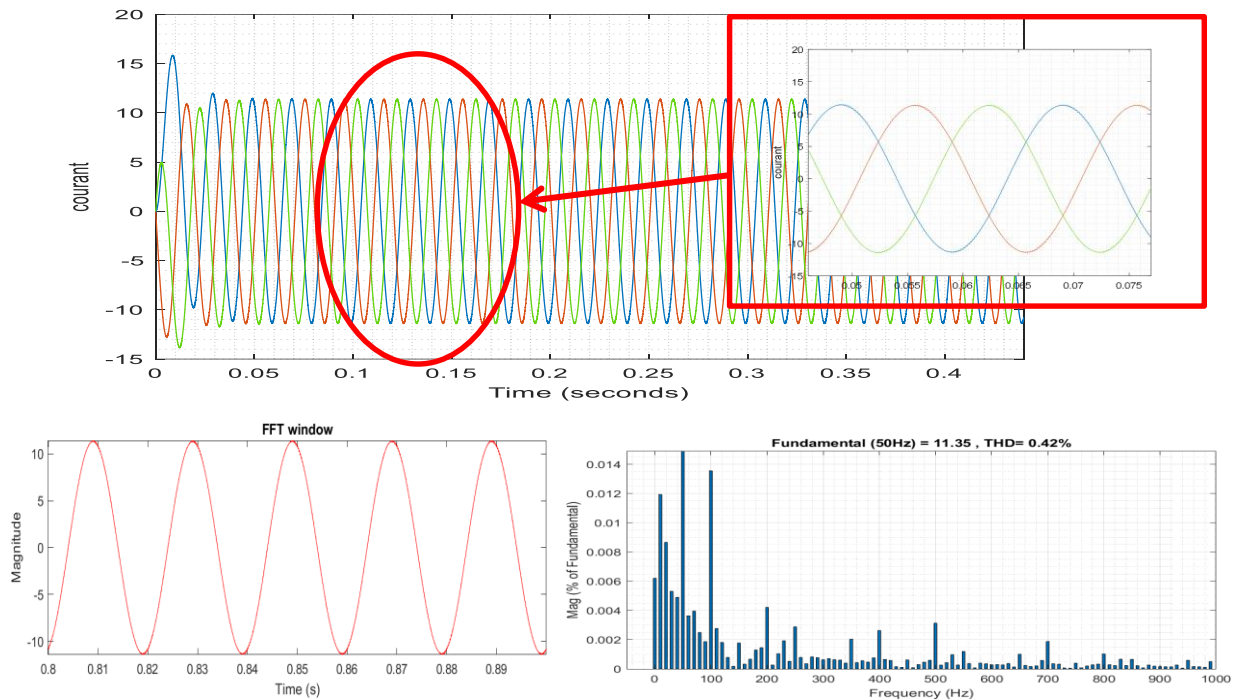 20
15
10
5
0
-5
-10
-15
courant
0 0.05 0.1 0.15 0.2 0.25 0.3 0.35 0.4
Time (seconds)
20
15
10
5
0
-5
-10
-15
courant
0.05 0.055 0.06 0.065 0.07 0.075
FFT window
10
5
0
-5
-10
Magnitude
0.8 0.81 0.82 0.83 0.84 0.85 0.86 0.87 0.88 0.89
Time (s)
Fundamental (50Hz) = 11.35 , THD= 0.42%
0.014
0.012
0.01
0.008
0.006
0.004
0.002
0
Mag (% of Fundamental)
0 100 200 300 400 500 600 700 800 900 1000
Frequency (Hz)